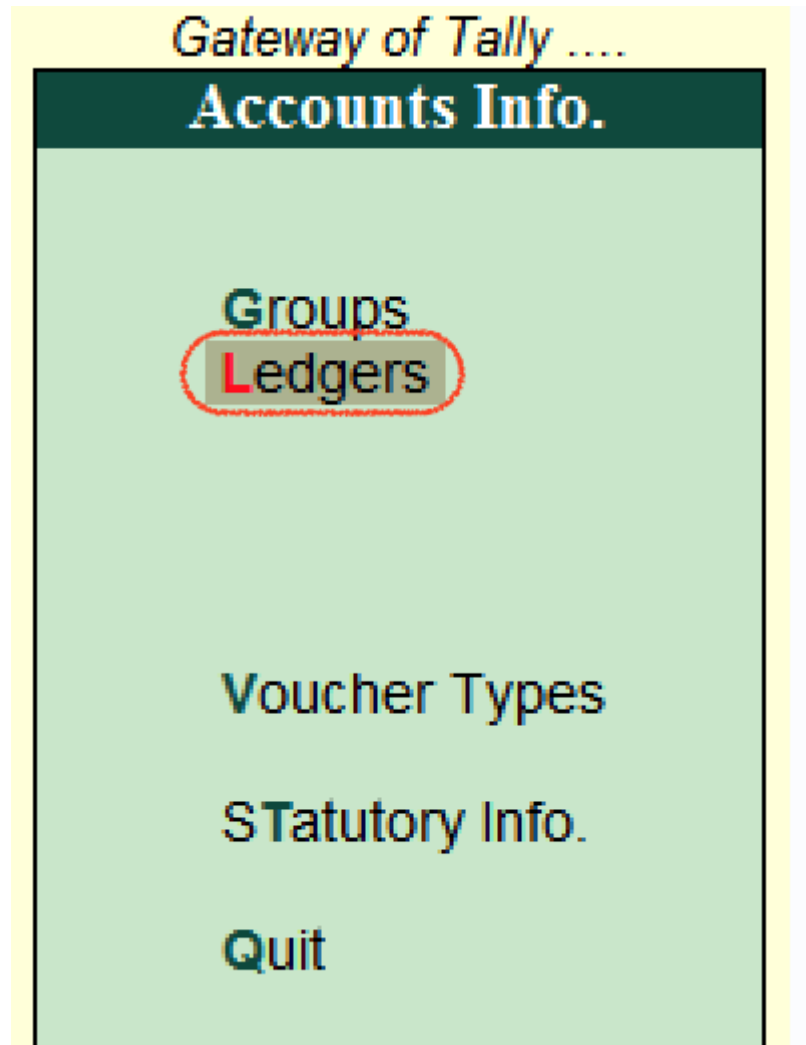 Gateway of Tally ....
Accounts Info.
Groups
Ledgers
Voucher Types
STatutory Info.
Quit